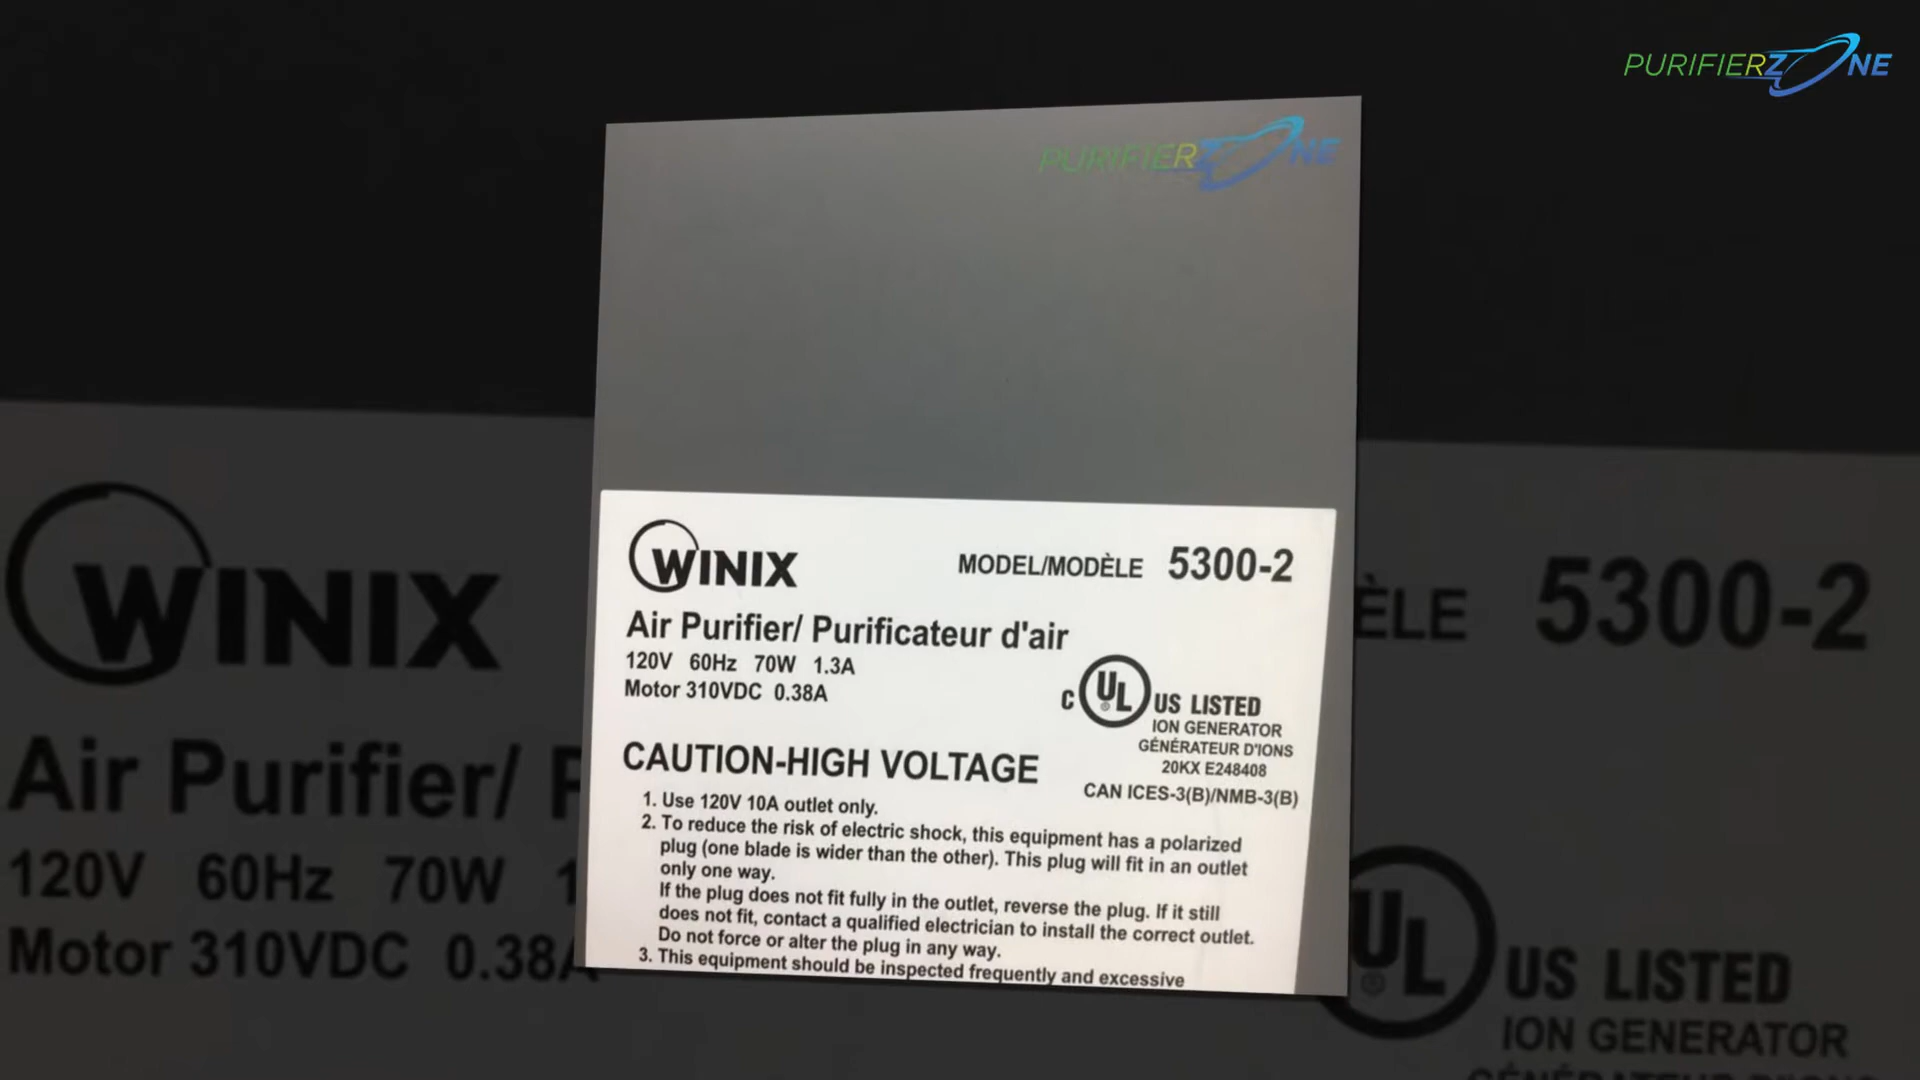 PURIFIERZONE
PURIFIERZONE
WINIX
MODEL/MODÈLE 5300-2
Air Purifier/ Purificateur d'air
120V 60Hz 70W 1.3A
Motor 310VDC 0.38A
C UL® US LISTED
ION GENERATOR
GÉNÉRATEUR D'IONS
20KX E248408
CAN ICES-3(B)/NMB-3(B)
CAUTION-HIGH VOLTAGE
1. Use 120V 10A outlet only.
2. To reduce the risk of electric shock, this equipment has a polarized
plug (one blade is wider than the other). This plug will fit in an outlet
only one way.
If the plug does not fit fully in the outlet, reverse the plug. If it still
does not fit, contact a qualified electrician to install the correct outlet.
Do not force or alter the plug in any way.
3. This equipment should be inspected frequently and excessive
WINIX
ÈLE 5300-2
Air Purifier/ P
120V 60Hz 70W 1
Motor 310VDC 0.38A
UL® US LISTED
ION GENERATOR
GÉNÉRATEUR D'IONS